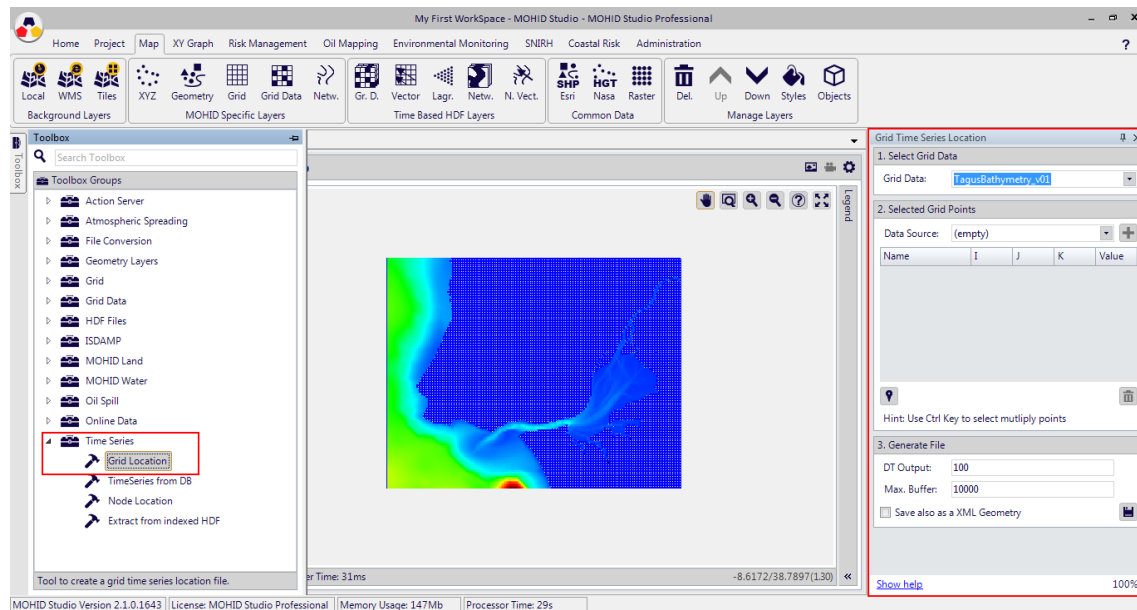 My First WorkSpace - MOHID Studio - MOHID Studio Professional
Home Project Map XY Graph Risk Management Oil Mapping Environmental Monitoring SNIRH Coastal Risk Administration ?
Local WMS Tiles XYZ Geometry Grid Grid Data Netw. Gr. D. Vector Lagr. Netw. N. Vect. SHP Esri HGT Nasa Raster Del. Up Down Styles Objects
Background Layers MOHID Specific Layers Time Based HDF Layers Common Data Manage Layers
Toolbox
Toolbox
Search Toolbox
Toolbox Groups
Action Server
Atmospheric Spreading
File Conversion
Geometry Layers
Grid
Grid Data
HDF Files
ISDAMP
MOHID Land
MOHID Water
Oil Spill
Online Data
Time Series
Grid Location
TimeSeries from DB
Node Location
Extract from indexed HDF
Tool to create a grid time series location file.
Legend
er Time: 31ms
-8.6172/38.7897(1.30)
Grid Time Series Location
1. Select Grid Data
Grid Data: TagusBathymetry_v01
2. Selected Grid Points
Data Source: (empty)
Name I J K Value
Hint: Use Ctrl Key to select mutliply points
3. Generate File
DT Output: 100
Max. Buffer: 10000
Save also as a XML Geometry
Show help 100%
MOHID Studio Version 2.1.0.1643 License: MOHID Studio Professional Memory Usage: 147Mb Processor Time: 29s